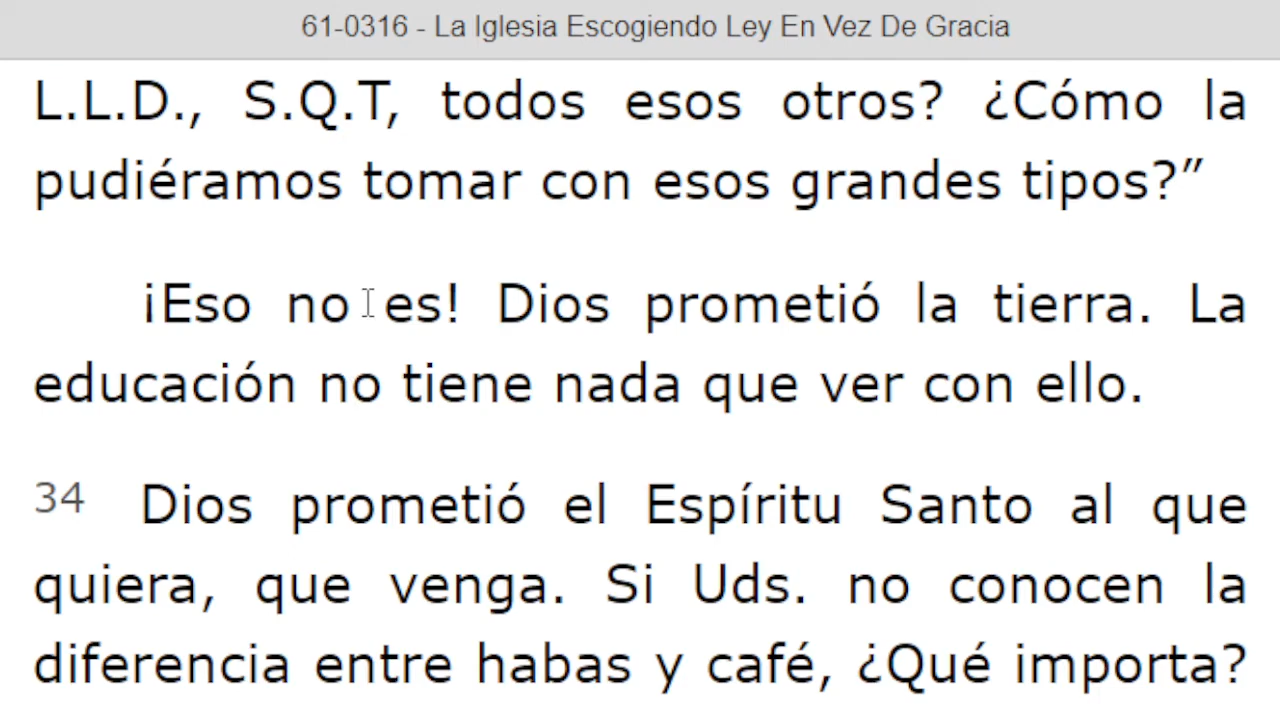 61-0316 - La Iglesia Escogiendo Ley En Vez De Gracia
L.L.D., S.Q.T, todos esos otros? ¿Cómo la
pudiéramos tomar con esos grandes tipos?”
¡Eso no es! Dios prometió la tierra. La
educación no tiene nada que ver con ello.
34 Dios prometió el Espíritu Santo al que
quiera, que venga. Si Uds. no conocen la
diferencia entre habas y café, ¿Qué importa?